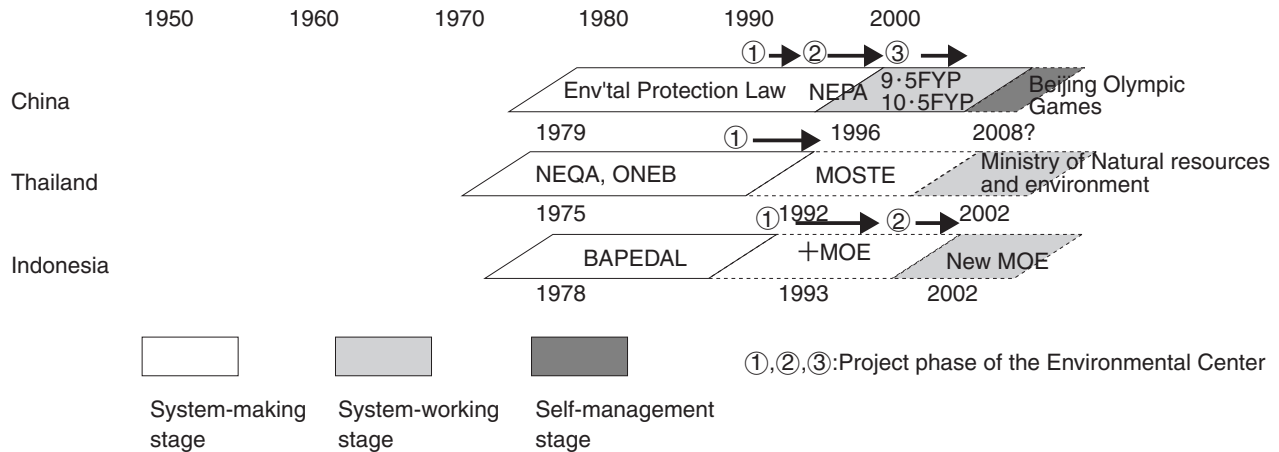 1950 1960 1970 1980 1990 2000
① ② ③
China
Env'tal Protection Law NEPA 9·5FYP
10·5FYP
Beijing Olympic
Games
1979 ① 1996 2008?
Thailand
NEQA, ONEB MOSTE
Ministry of Natural resources
and environment
1975 ① 1992 ② 2002
Indonesia
BAPEDAL +MOE New MOE
1978 1993 2002
①,②,③:Project phase of the Environmental Center
System-making
stage
System-working
stage
Self-management
stage